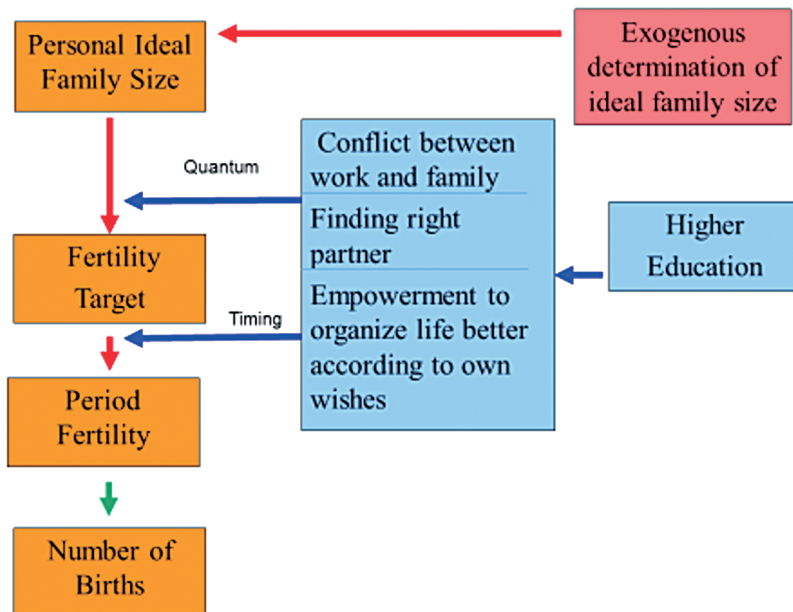 Personal Ideal
Family Size
Exogenous
determination of
ideal family size
Conflict between
work and family
Finding right
partner
Empowerment to
organize life better
according to own
wishes
Quantum
Timing
Higher
Education
Fertility
Target
Period
Fertility
Number of
Births